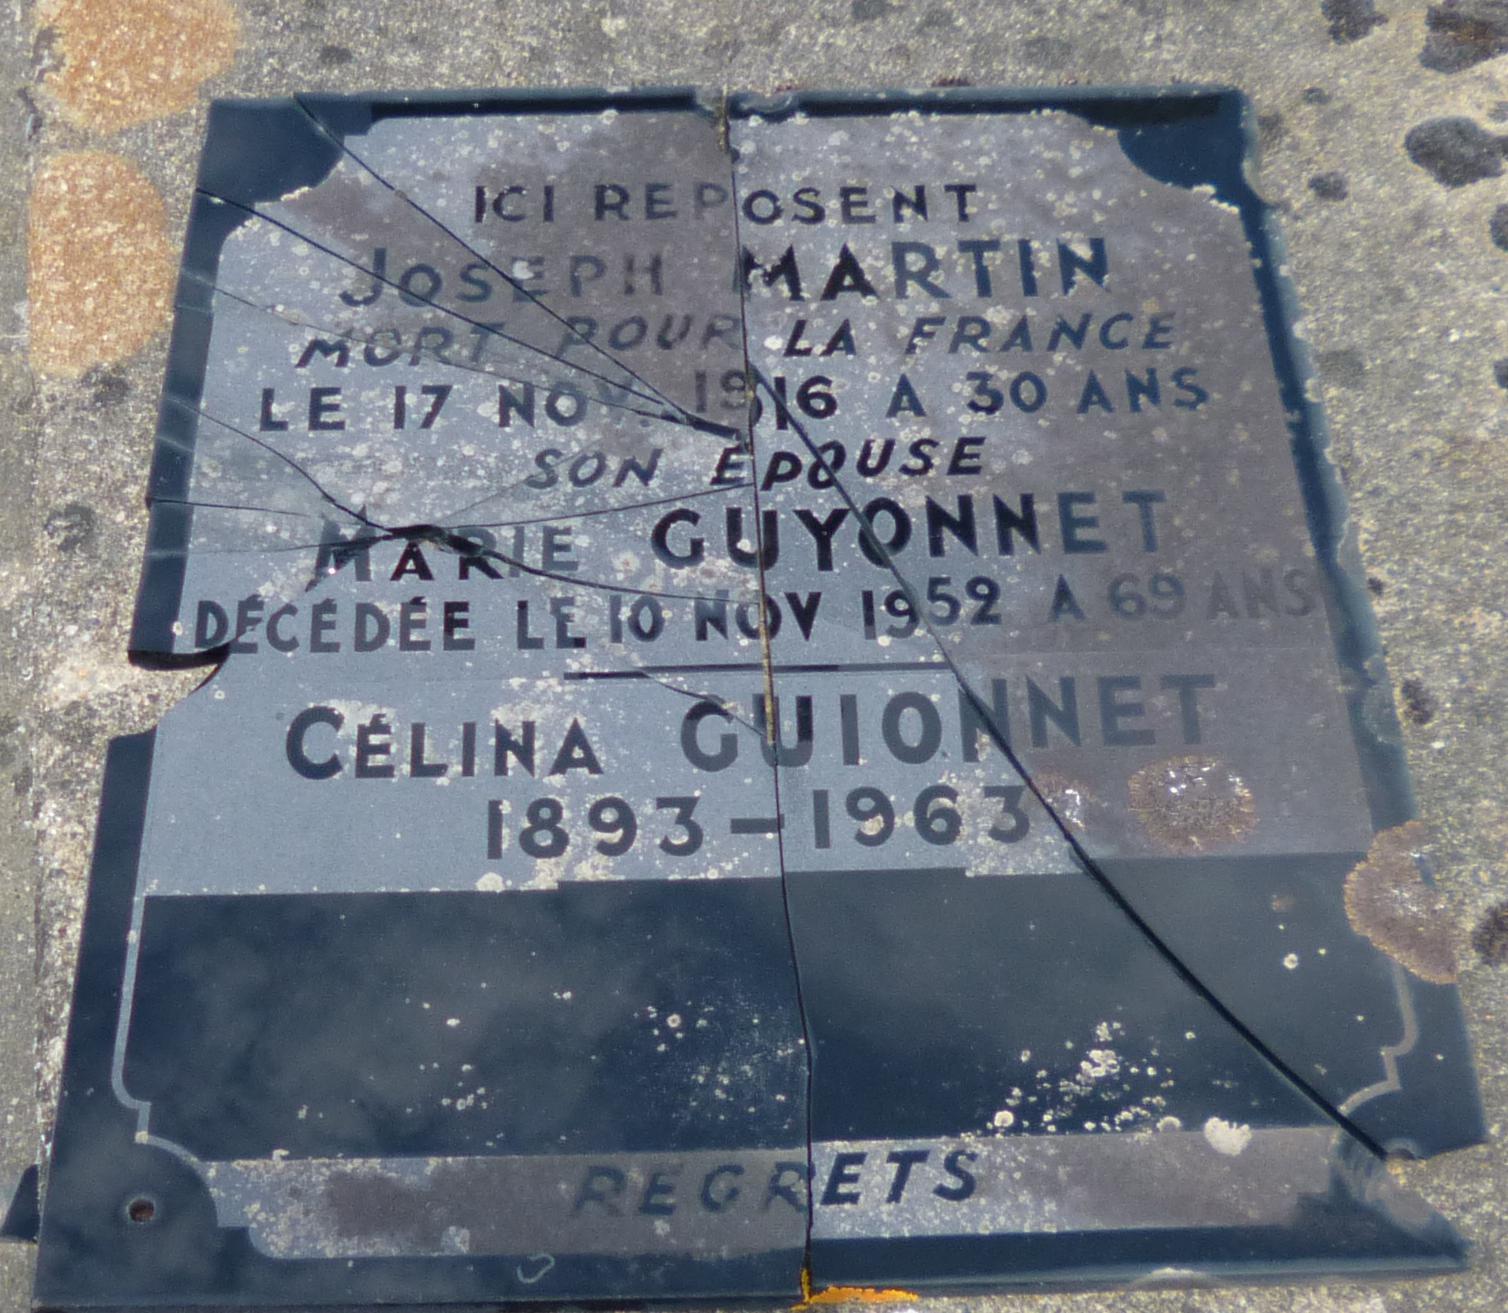 ICI REPOSENT
JOSEPH MARTIN
MORT POUR LA FRANCE
LE 17 NOV. 1916 A 30 ANS
SON ÉPOUSE
MARIE GUYONNET
DÉCÉDÉE LE 10 NOV 1952 A 69 ANS
CÉLINA GUIONNET
1893-1963
REGRETS